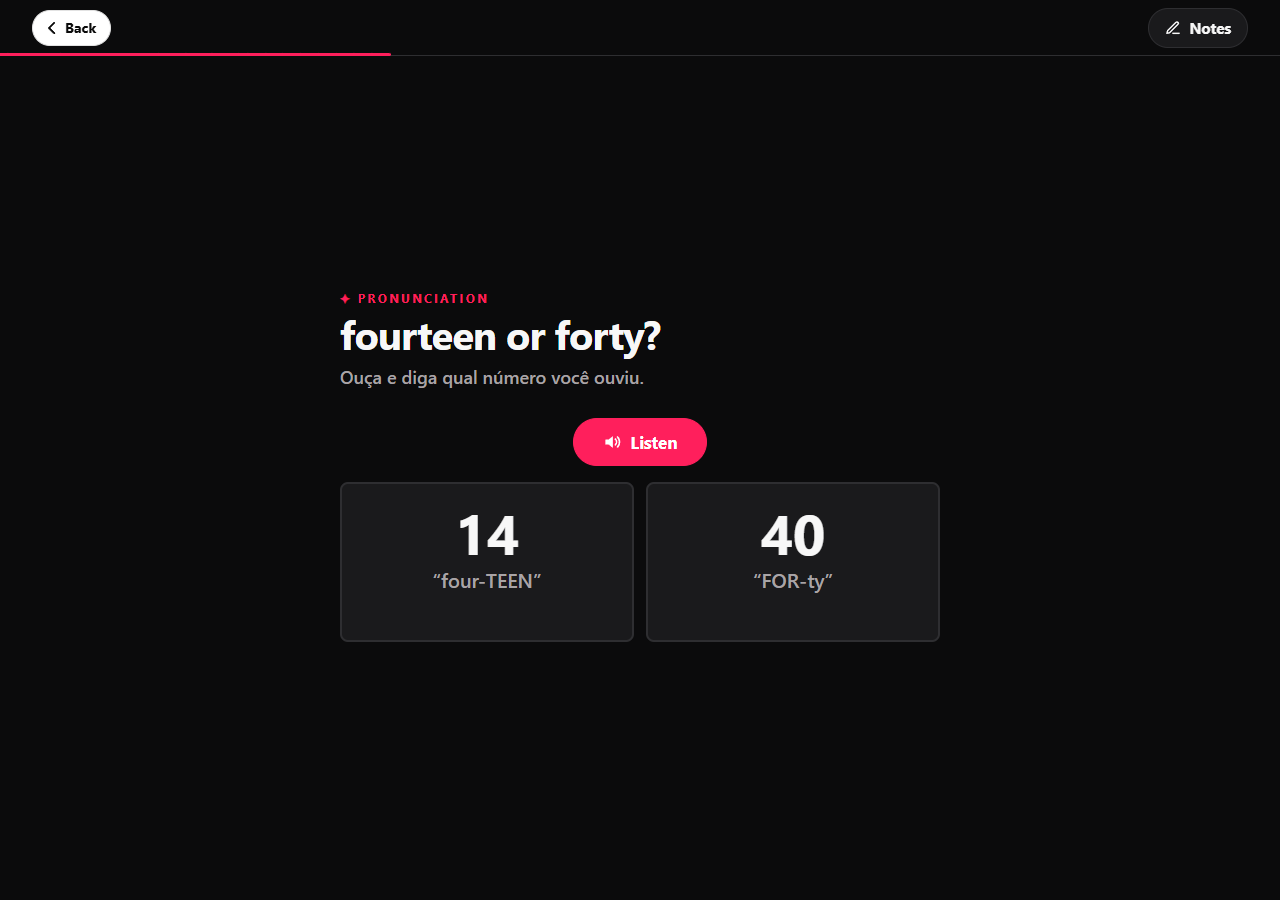 Back
Notes
✦ PRONUNCIATION
fourteen or forty?
Ouça e diga qual número você ouviu.
Listen
14
“four-TEEN”
40
“FOR-ty”